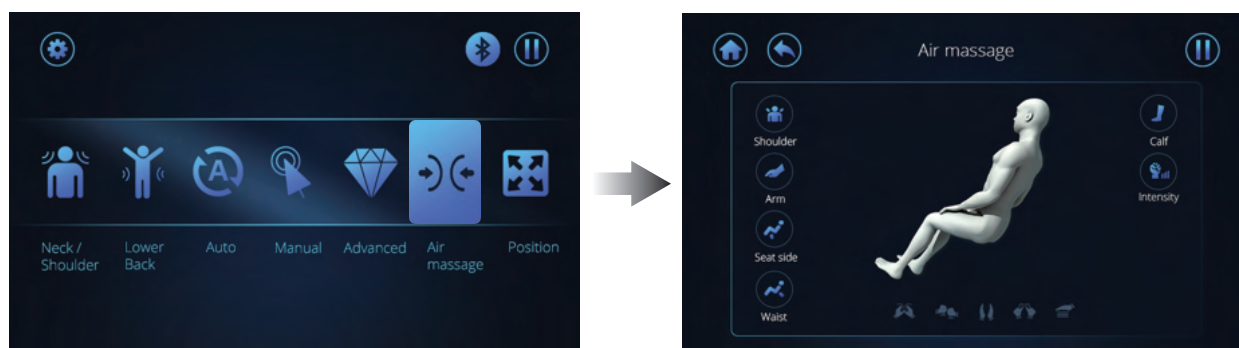 Neck /
Shoulder
Lower
Back
Auto
Manual
Advanced
Air
massage
Position
A
Air massage
Shoulder
Arm
Seat side
Waist
Calf
Intensity